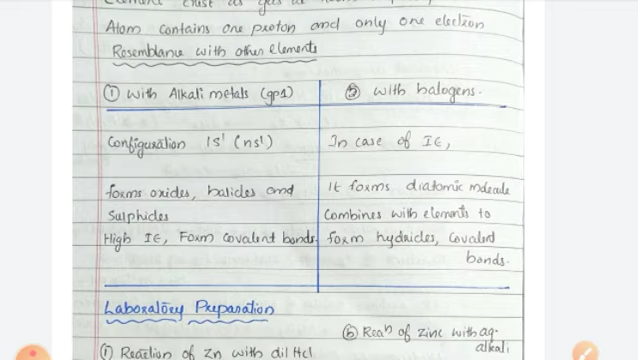 Atom contains one proton and only one electron
Resemblance with other elements
① With Alkali metals (gp1)
② With halogens.
Configuration 1s¹ (ns¹)
In case of IE,
forms oxides, halides and
Sulphides
High IE, Form covalent bonds.
It forms diatomic molecule
Combines with elements to
form hydrides, covalent
bonds.
Laboratory Preparation
① Reaction of Zn with dil Hcl
ⓑ Reaⁿ of Zinc with aq.
alkali